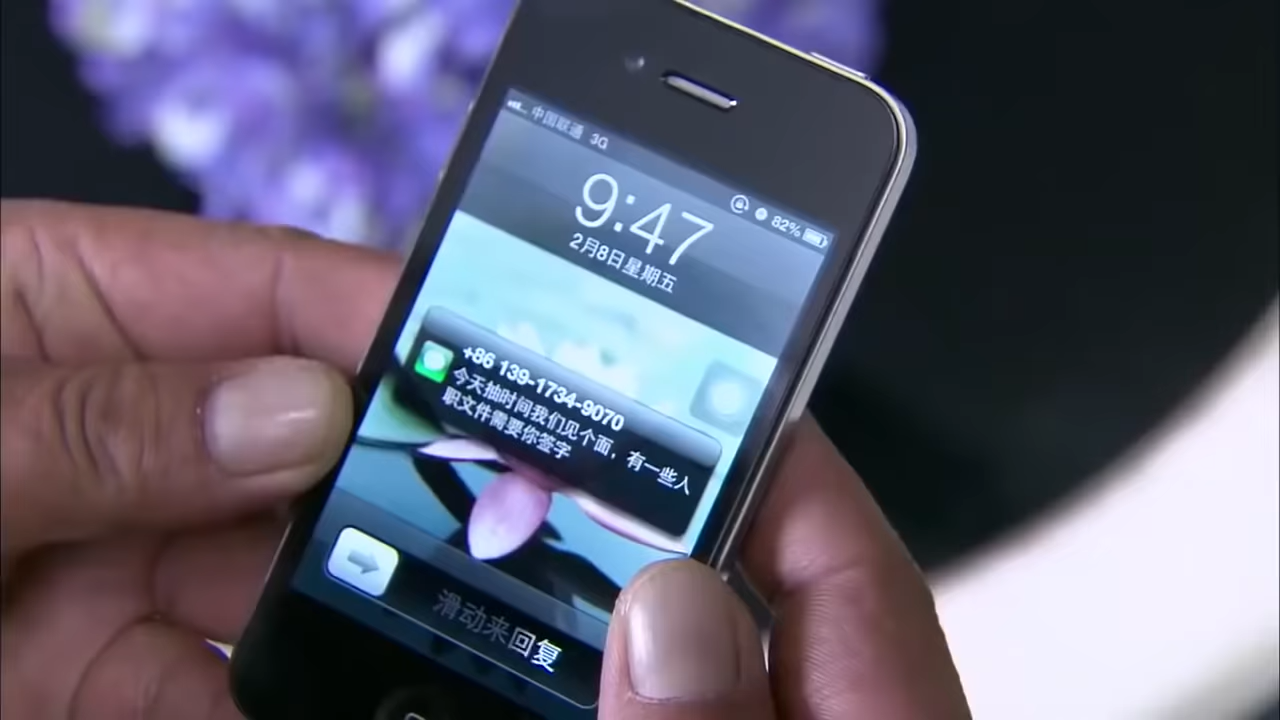 中国联通 3G
82%
9:47
2月8日星期五
+86 139-1734-9070
今天抽时间我们见个面，有一些人
职文件需要你签字
滑动来回复